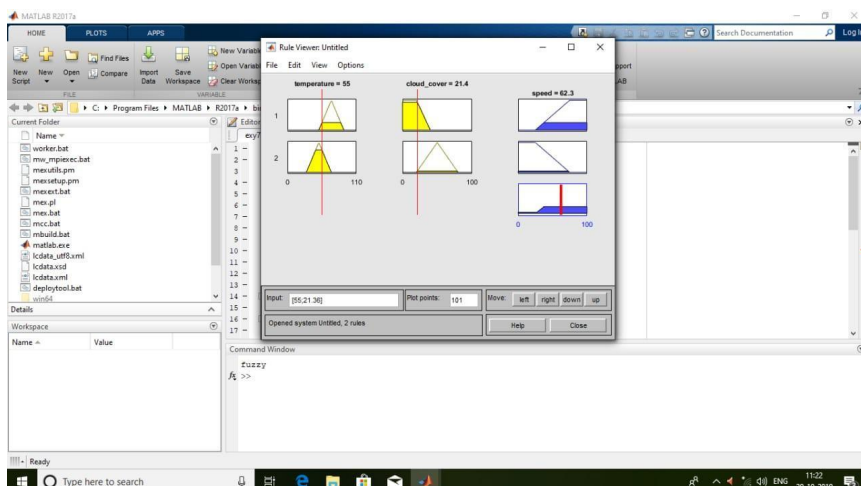 MATLAB R2017a
HOME PLOTS APPS
Search Documentation
Log In
New Script
New
Open
Find Files
Compare
Import Data
Save Workspace
New Variable
Open Variable
Clear Workspace
FILE
VARIABLE
C: Program Files MATLAB R2017a
Current Folder
Name
worker.bat
mw_mpiexec.bat
mexutils.pm
mexsetup.pm
mexext.bat
mex.pl
mex.bat
mcc.bat
mbuild.bat
matlab.exe
lcdata_utf8.xml
lcdata.xsd
lcdata.xml
deploytool.bat
win64
Details
Workspace
Name Value
Editor
1
2
3
4
5
6
7
8
9
10
11
12
13
14
15
16
17
Rule Viewer: Untitled
File Edit View Options
temperature = 55
cloud_cover = 21.4
speed = 62.3
1
2
0 110
0 100
0 100
Input: [55;21.36]
Plot points: 101
Move: left right down up
Opened system Untitled, 2 rules
Help Close
Command Window
fuzzy
fx >>
Ready
Type here to search
ENG
11:22